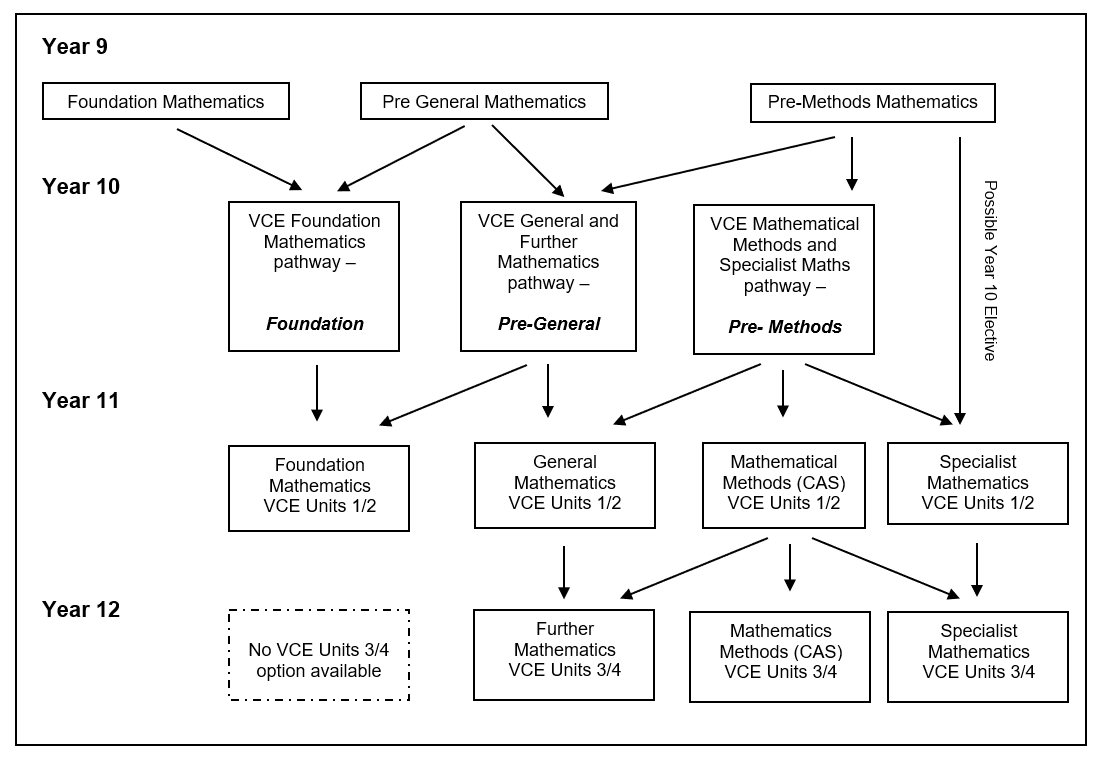 Year 9
Foundation Mathematics
Pre General Mathematics
Pre-Methods Mathematics
Year 10
VCE Foundation
Mathematics
pathway –
Foundation
VCE General and
Further
Mathematics
pathway –
Pre-General
VCE Mathematical
Methods and
Specialist Maths
pathway –
Pre- Methods
Possible Year 10 Elective
Year 11
Foundation
Mathematics
VCE Units 1/2
General
Mathematics
VCE Units 1/2
Mathematical
Methods (CAS)
VCE Units 1/2
Specialist
Mathematics
VCE Units 1/2
Year 12
No VCE Units 3/4
option available
Further
Mathematics
VCE Units 3/4
Mathematics
Methods (CAS)
VCE Units 3/4
Specialist
Mathematics
VCE Units 3/4